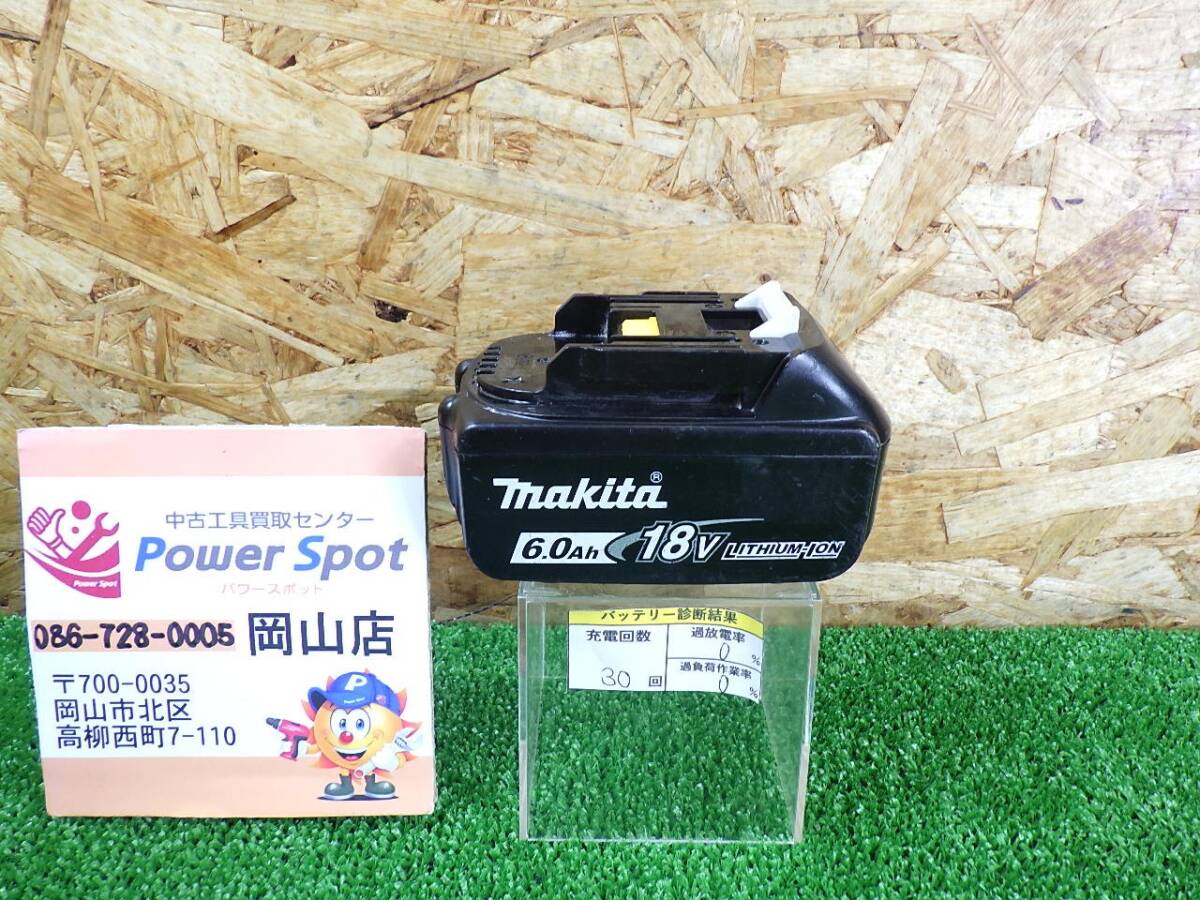 中古工具買取センター
Power Spot
パワースポット
Power Spot
086-728-0005 岡山店
〒700-0035
岡山市北区
高柳西町7-110
P
Power Spot
makita®
6.0Ah 18V LITHIUM-ION
バッテリー診断結果
充電回数
30 回
過放電率
0 %
過負荷作業率
0 %